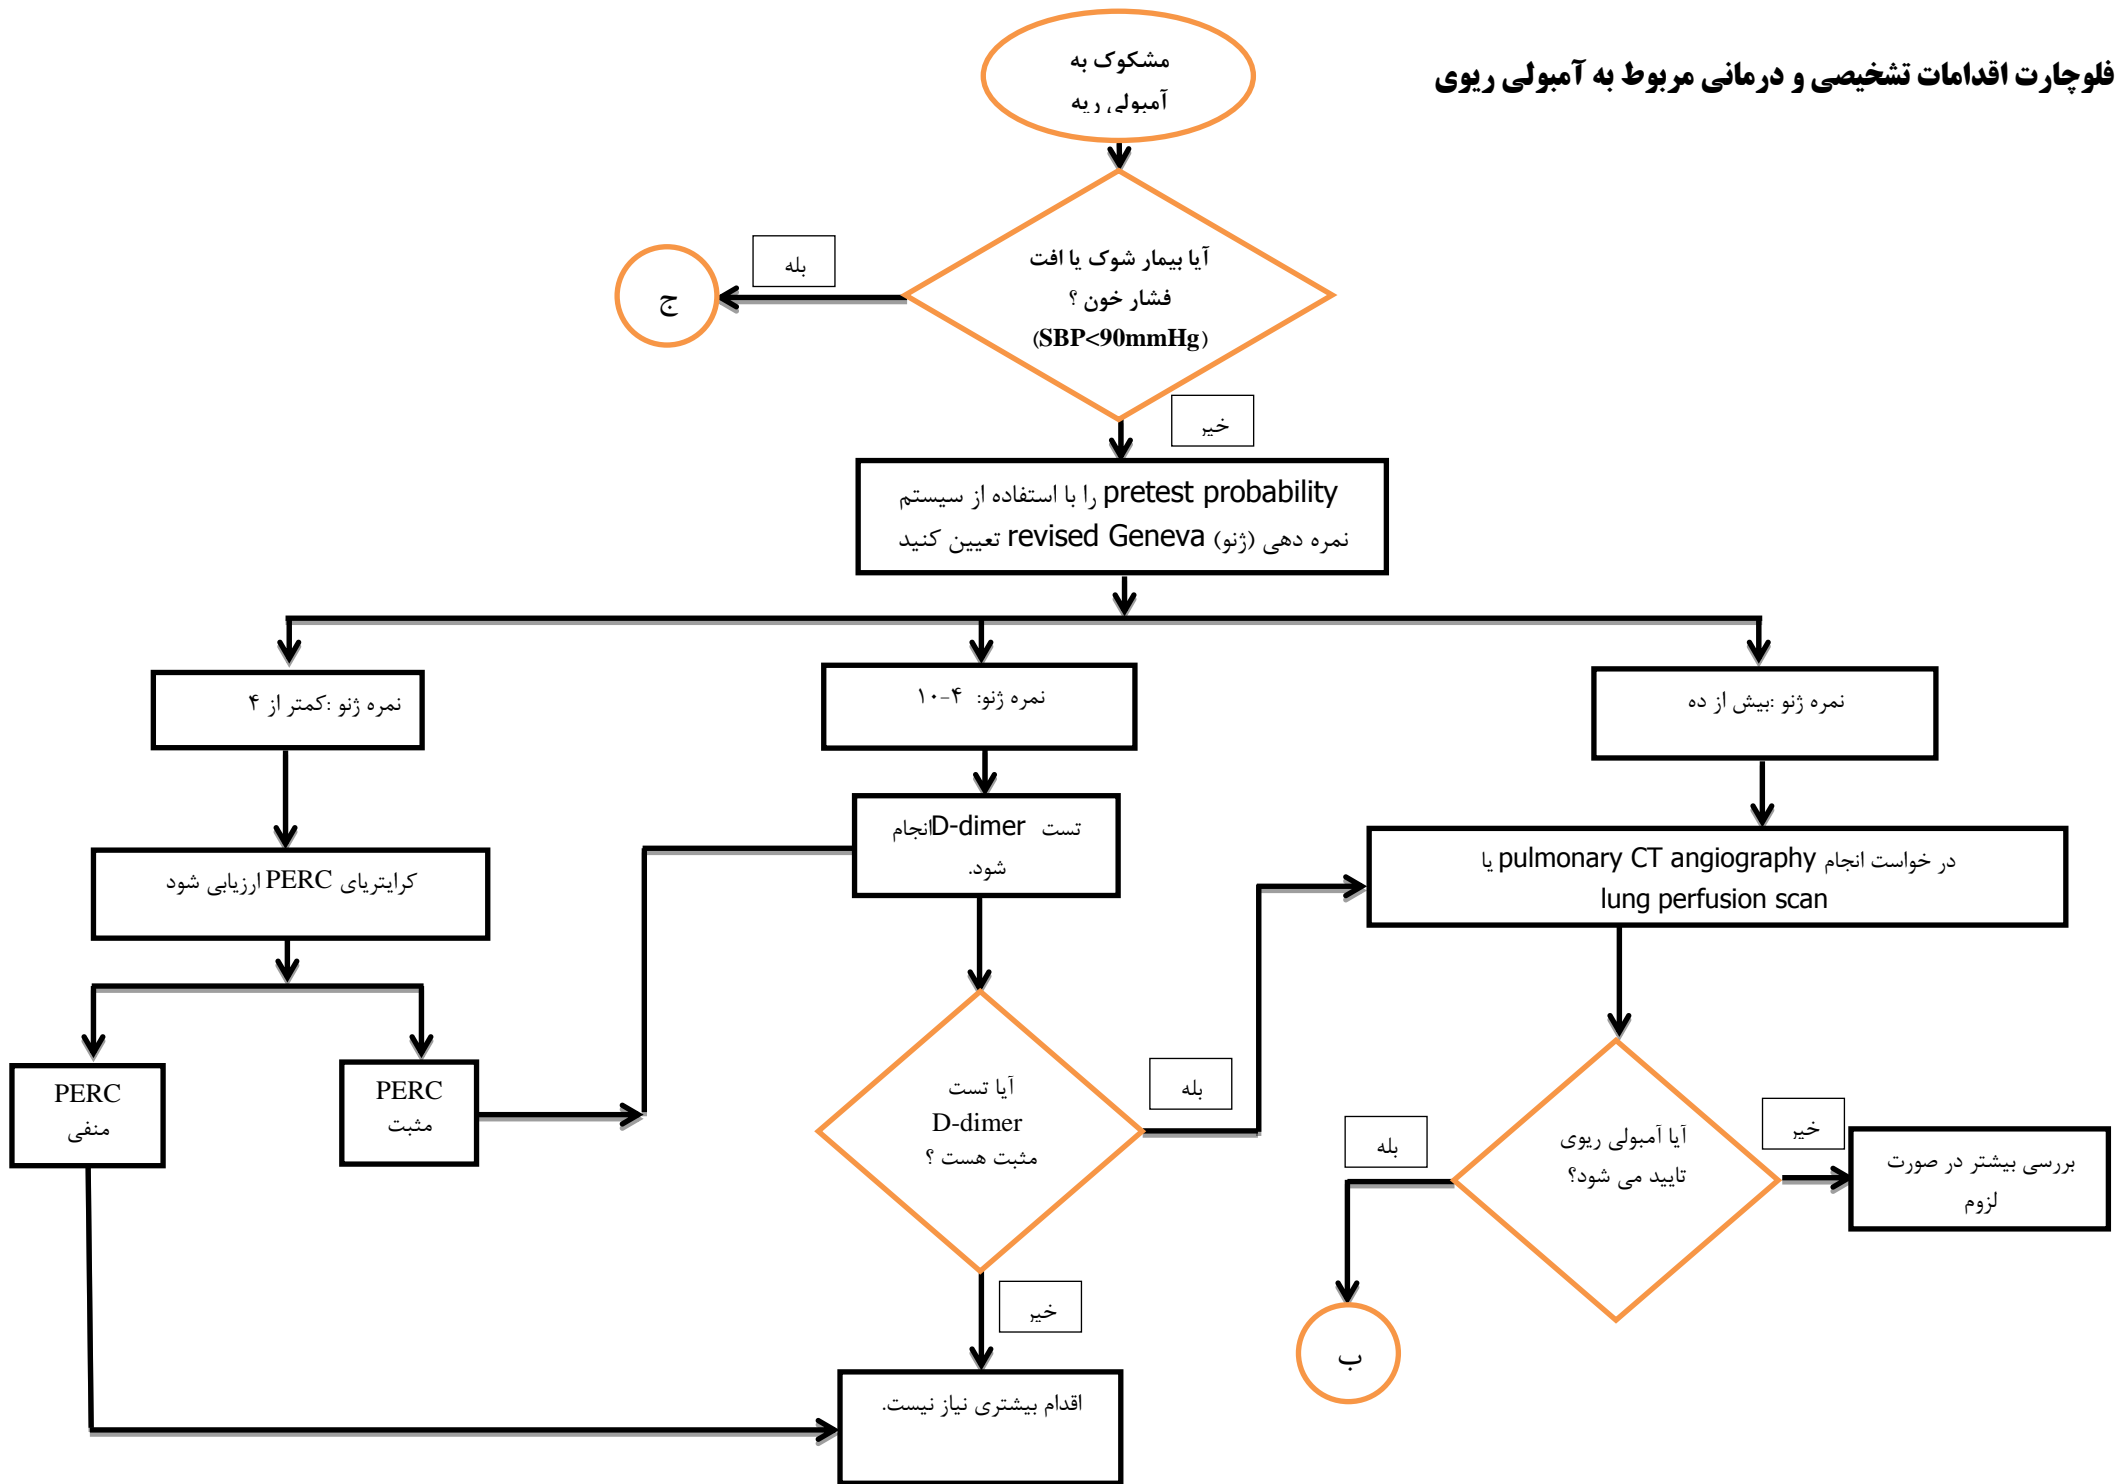 فلوچارت اقدامات تشخیصی و درمانی مربوط به آمبولی ریوی
مشکوک به
آمبولی ریه
آیا بیمار شوک یا افت
فشار خون ؟
(SBP<90mmHg)
بله
ج
خیر
pretest probability را با استفاده از سیستم
نمره دهی (ژنو) revised Geneva تعیین کنید
نمره ژنو :بیش از ده
نمره ژنو: ۴-۱۰
نمره ژنو :کمتر از ۴
در خواست انجام pulmonary CT angiography یا
lung perfusion scan
تست D-dimerانجام
شود.
کرایتریای PERC ارزیابی شود
PERC
مثبت
PERC
منفی
آیا تست
D-dimer
مثبت هست ؟
بله
خیر
آیا آمبولی ریوی
تایید می شود؟
خیر
بله
بررسی بیشتر در صورت
لزوم
ب
اقدام بیشتری نیاز نیست.